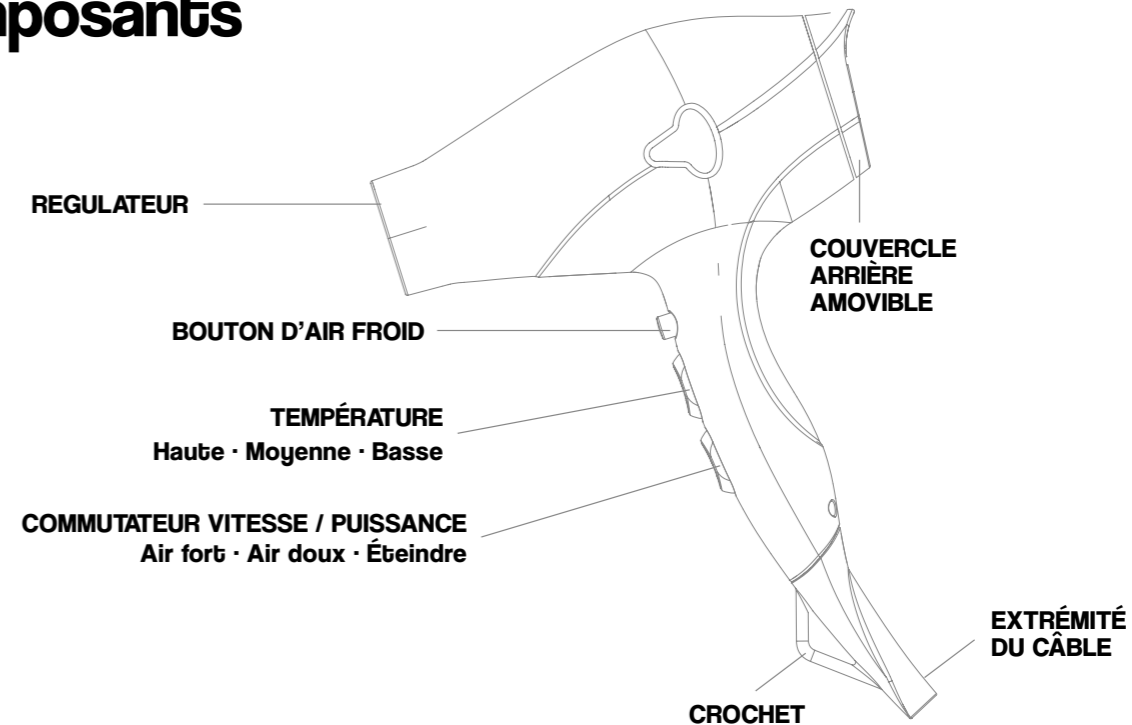 mposants
REGULATEUR
COUVERCLE
ARRIÈRE
AMOVIBLE
BOUTON D’AIR FROID
TEMPÉRATURE
Haute · Moyenne · Basse
COMMUTATEUR VITESSE / PUISSANCE
Air fort · Air doux · Éteindre
EXTRÉMITÉ
DU CÂBLE
CROCHET